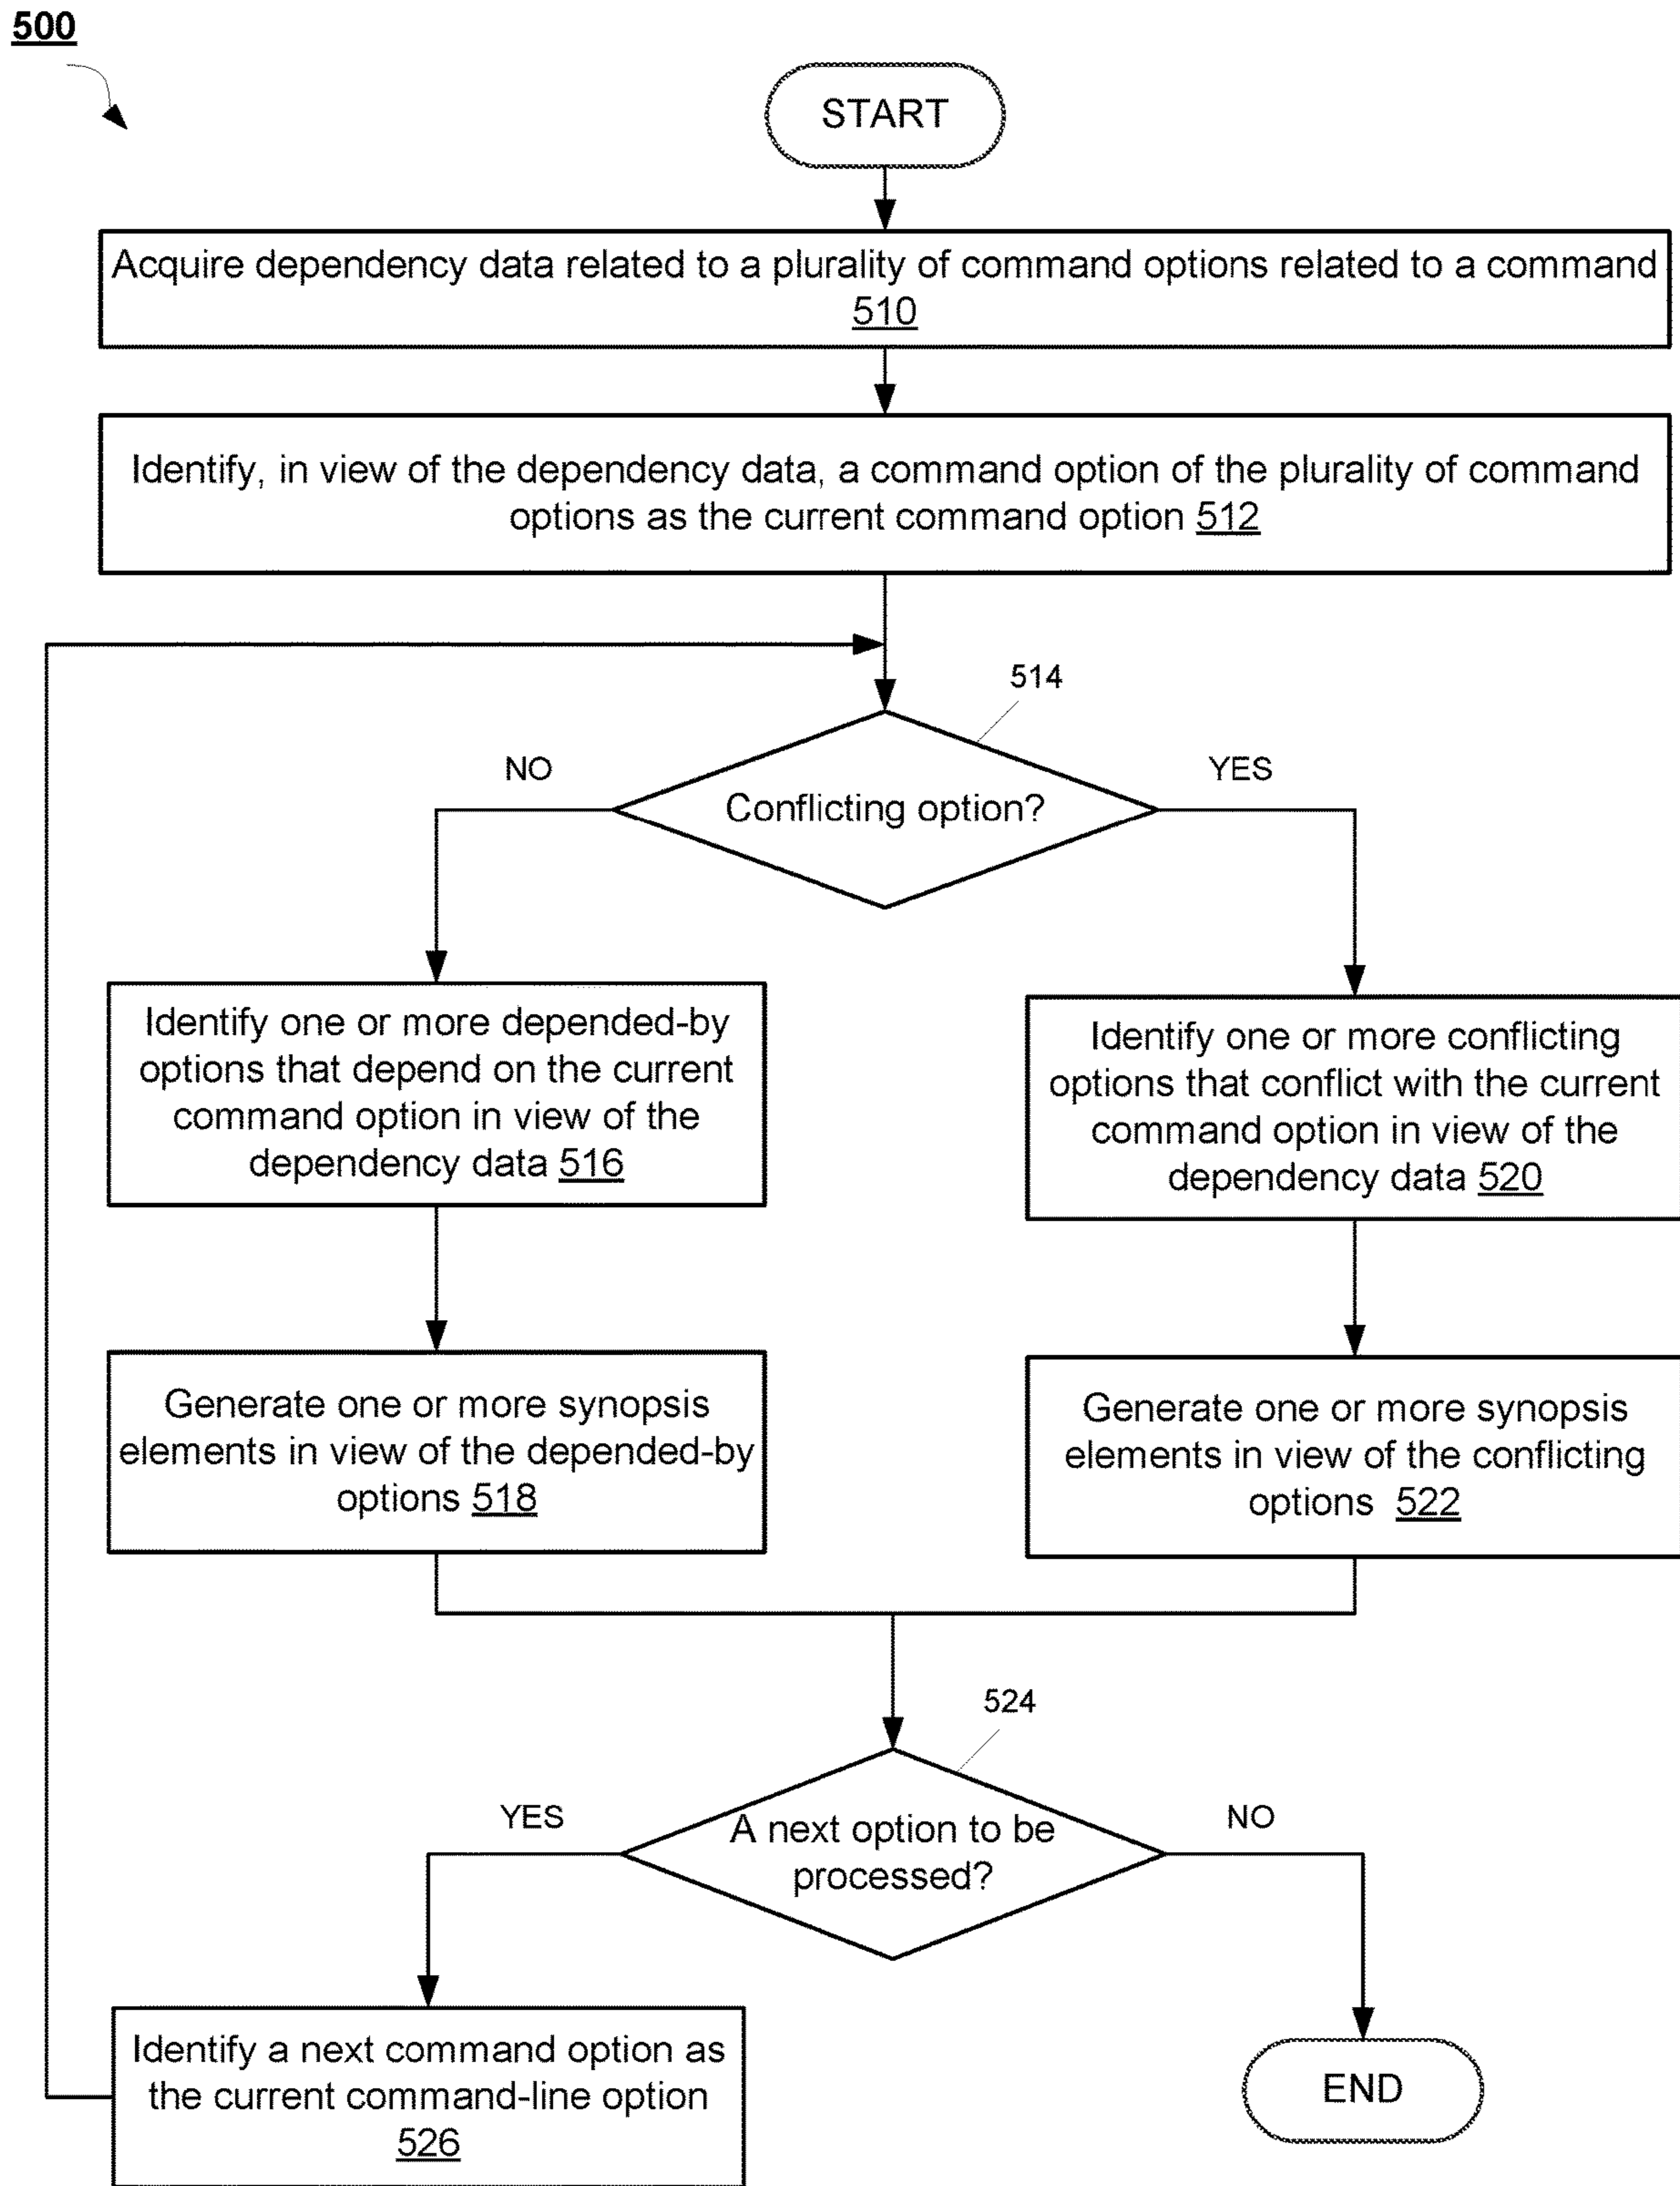 500
START
Acquire dependency data related to a plurality of command options related to a command
510
Identify, in view of the dependency data, a command option of the plurality of command
options as the current command option 512
514
NO
YES
Conflicting option?
Identify one or more depended-by
options that depend on the current
command option in view of the
dependency data 516
Identify one or more conflicting
options that conflict with the current
command option in view of the
dependency data 520
Generate one or more synopsis
elements in view of the depended-by
options 518
Generate one or more synopsis
elements in view of the conflicting
options 522
524
YES
NO
A next option to be
processed?
Identify a next command option as
the current command-line option
526
END